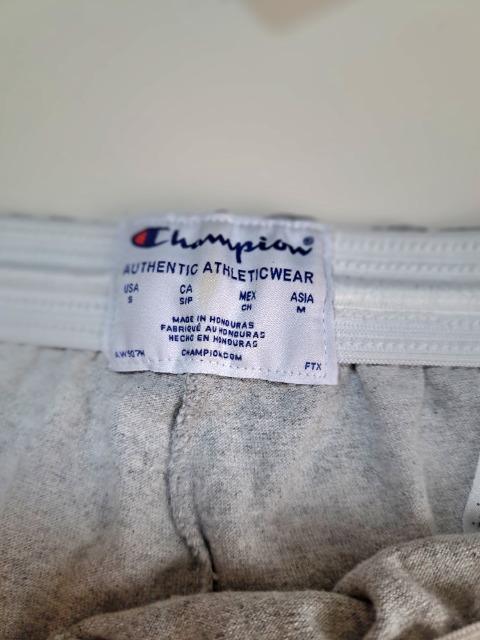 Champion
AUTHENTIC ATHLETICWEAR
USA CA MEX ASIA
S S/P CH M
MADE IN HONDURAS
FABRIQUÉ AU HONDURAS
HECHO EN HONDURAS
CHAMPION.COM
FTX